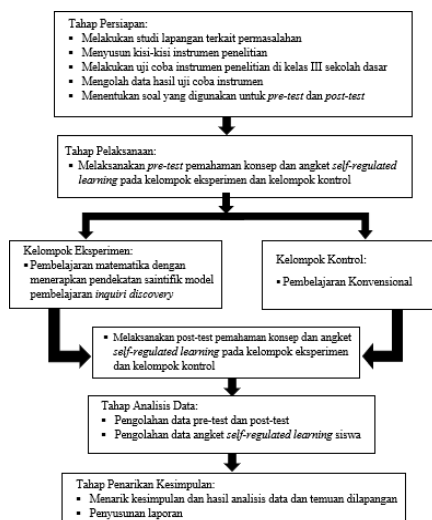 Tahap Persiapan:
▪ Melakukan studi lapangan terkait permasalahan
▪ Menyusun kisi-kisi instrumen penelitian
▪ Melakukan uji coba instrumen penelitian di kelas III sekolah dasar
▪ Mengolah data hasil uji coba instrumen
▪ Menentukan soal yang digunakan untuk pre-test dan post-test
Tahap Pelaksanaan:
▪ Melaksanakan pre-test pemahaman konsep dan angket self-regulated
learning pada kelompok eksperimen dan kelompok kontrol
Kelompok Eksperimen:
▪ Pembelajaran matematika dengan
menerapkan pendekatan saintifik model
pembelajaran inquiri discovery
Kelompok Kontrol:
▪ Pembelajaran Konvensional
▪ Melaksanakan post-test pemahaman konsep dan angket
self-regulated learning pada kelompok eksperimen
dan kelompok kontrol
Tahap Analisis Data:
▪ Pengolahan data pre-test dan post-test
▪ Pengolahan data angket self-regulated learning siswa
Tahap Penarikan Kesimpulan:
▪ Menarik kesimpulan dan hasil analisis data dan temuan dilapangan
▪ Penyusunan laporan